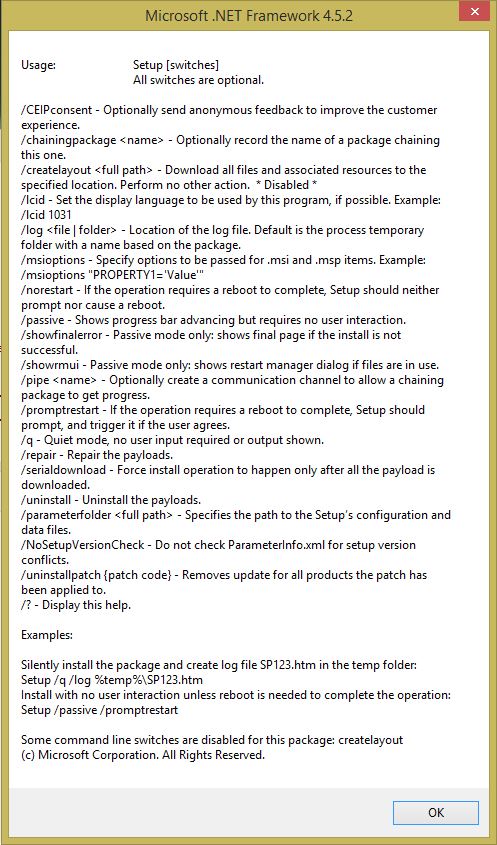 Microsoft .NET Framework 4.5.2
Usage: Setup [switches]
All switches are optional.
/CEIPconsent - Optionally send anonymous feedback to improve the customer
experience.
/chainingpackage <name> - Optionally record the name of a package chaining
this one.
/createlayout <full path> - Download all files and associated resources to the
specified location. Perform no other action.  * Disabled *
/lcid - Set the display language to be used by this program, if possible. Example:
/lcid 1031
/log <file | folder> - Location of the log file. Default is the process temporary
folder with a name based on the package.
/msioptions - Specify options to be passed for .msi and .msp items. Example:
/msioptions "PROPERTY1='Value'"
/norestart - If the operation requires a reboot to complete, Setup should neither
prompt nor cause a reboot.
/passive - Shows progress bar advancing but requires no user interaction.
/showfinalerror - Passive mode only: shows final page if the install is not
successful.
/showrmui - Passive mode only: shows restart manager dialog if files are in use.
/pipe <name> - Optionally create a communication channel to allow a chaining
package to get progress.
/promptrestart - If the operation requires a reboot to complete, Setup should
prompt, and trigger it if the user agrees.
/q - Quiet mode, no user input required or output shown.
/repair - Repair the payloads.
/serialdownload - Force install operation to happen only after all the payload is
downloaded.
/uninstall - Uninstall the payloads.
/parameterfolder <full path> - Specifies the path to the Setup's configuration and
data files.
/NoSetupVersionCheck - Do not check ParameterInfo.xml for setup version
conflicts.
/uninstallpatch {patch code} - Removes update for all products the patch has
been applied to.
/? - Display this help.
Examples:
Silently install the package and create log file SP123.htm in the temp folder:
Setup /q /log %temp%\SP123.htm
Install with no user interaction unless reboot is needed to complete the operation:
Setup /passive /promptrestart
Some command line switches are disabled for this package: createlayout
(c) Microsoft Corporation. All Rights Reserved.
OK